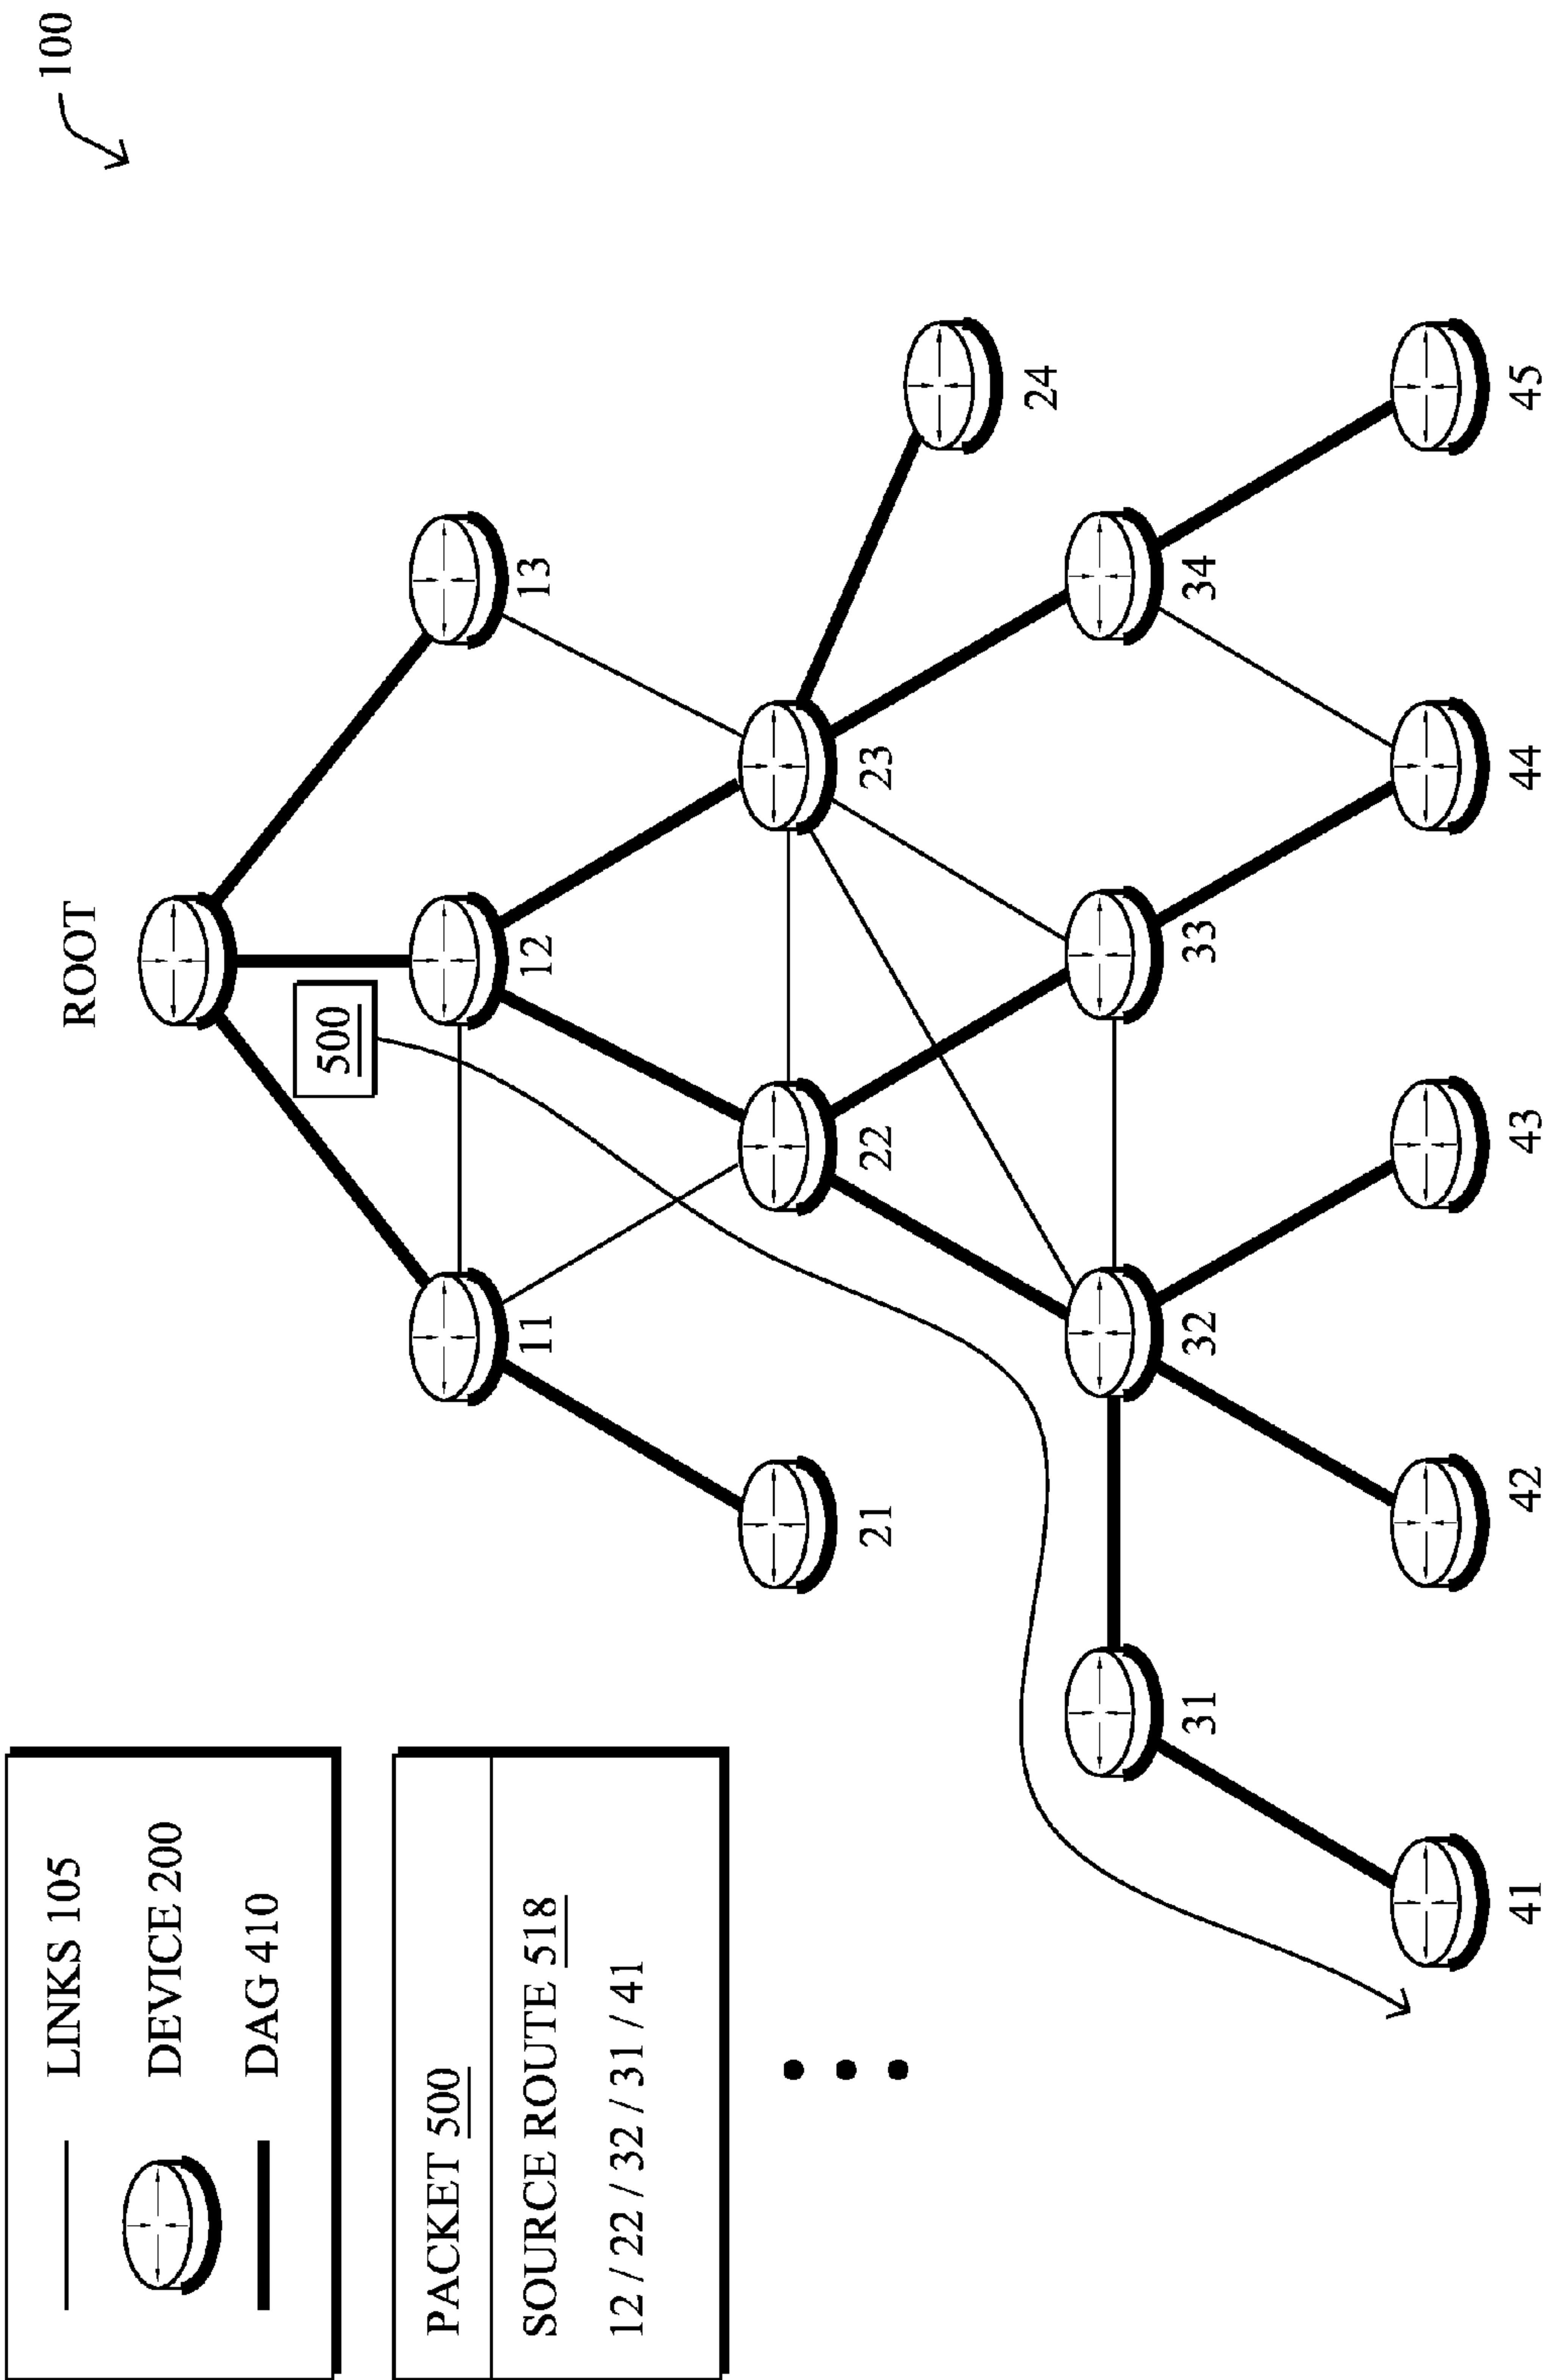 100
LINKS 105
DEVICE 200
DAG 410
PACKET 500
SOURCE ROUTE 518
12 / 22 / 32 / 31 / 41
ROOT
500
11
12
13
21
22
23
24
31
32
33
34
41
42
43
44
45